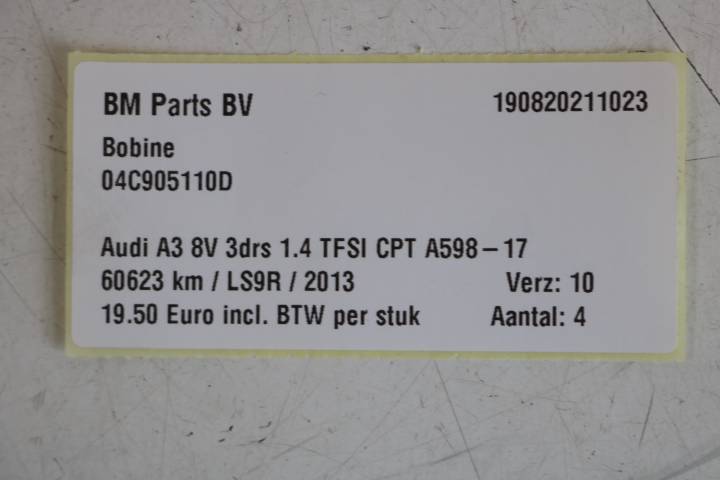 BM Parts BV 190820211023
Bobine
04C905110D
Audi A3 8V 3drs 1.4 TFSI CPT A598-17
60623 km / LS9R / 2013 Verz: 10
19.50 Euro incl. BTW per stuk Aantal: 4